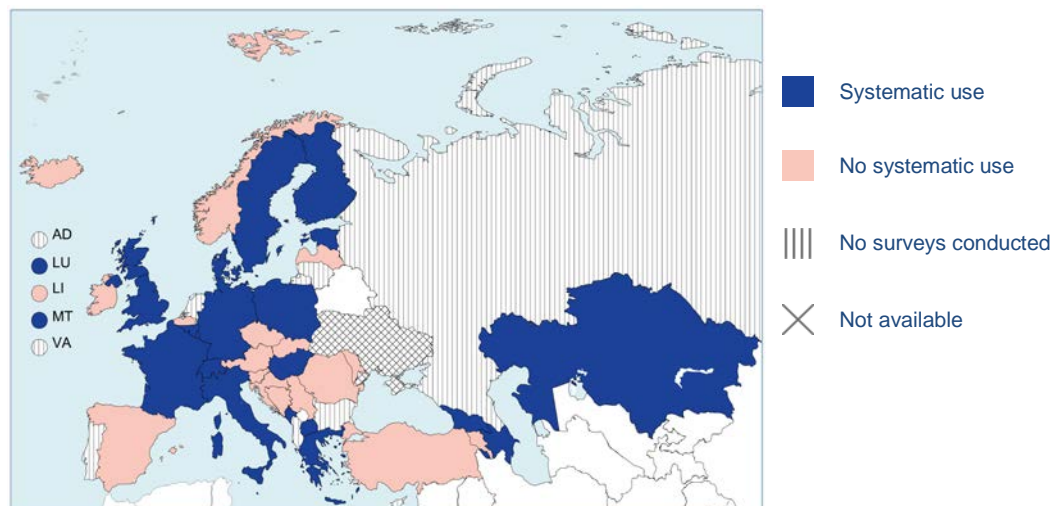 AD
LU
LI
MT
VA
Systematic use
No systematic use
No surveys conducted
Not available